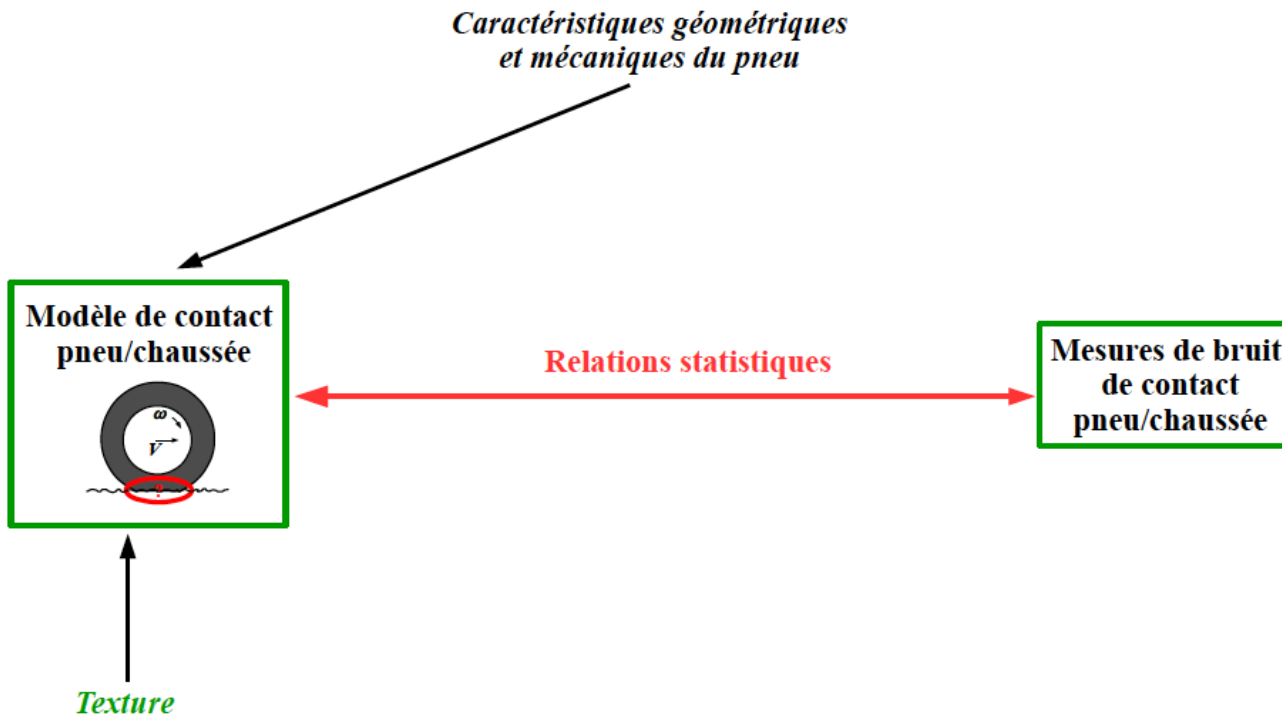 Caractéristiques géométriques
et mécaniques du pneu
Modèle de contact
pneu/chaussée
ω
V
?
Relations statistiques
Mesures de bruit
de contact
pneu/chaussée
Texture